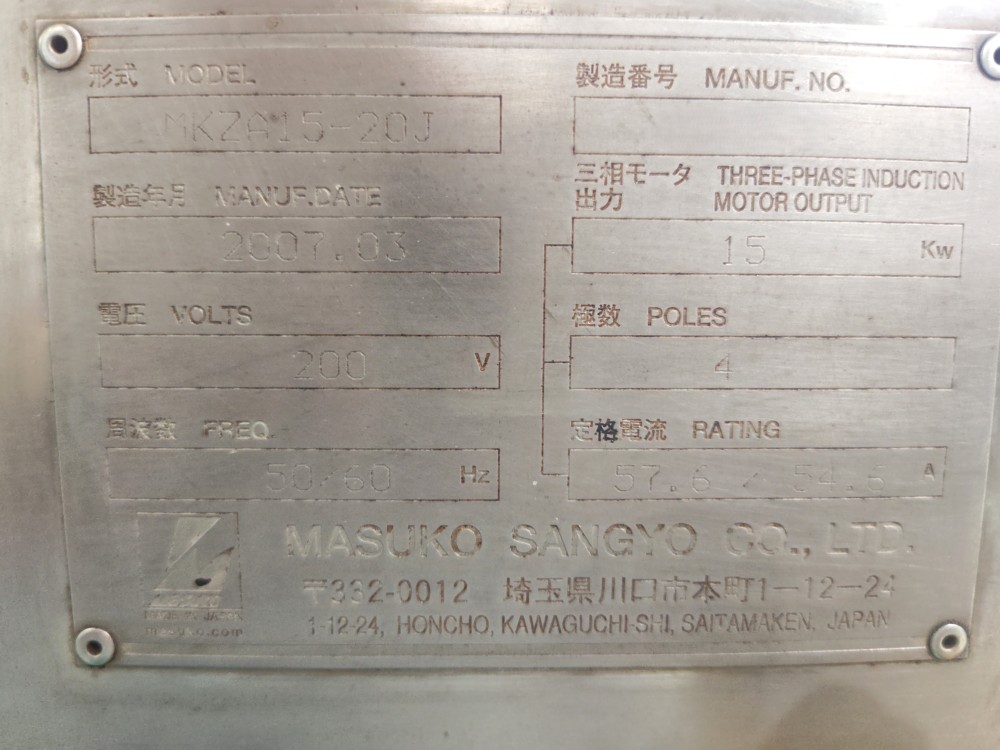 形式 MODEL
MKZA15-20J
製造番号 MANUF. NO.
製造年月 MANUF. DATE
2007.03
三相モータ THREE-PHASE INDUCTION
出力 MOTOR OUTPUT
15 Kw
電圧 VOLTS
200 V
極数 POLES
4
周波数 FREQ.
50/60 Hz
定格電流 RATING
57.6 / 54.6 A
MASUKO SANGYO CO., LTD.
〒332-0012 埼玉県川口市本町1-12-24
1-12-24, HONCHO, KAWAGUCHI-SHI, SAITAMAKEN, JAPAN